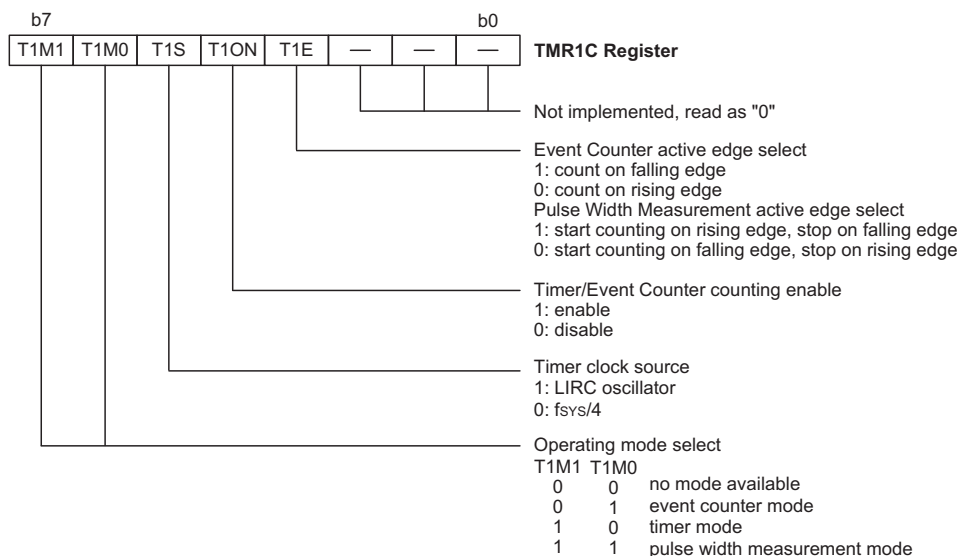 b7 b0
T1M1 T1M0 T1S T1ON T1E — — — TMR1C Register
Not implemented, read as "0"
Event Counter active edge select
1: count on falling edge
0: count on rising edge
Pulse Width Measurement active edge select
1: start counting on rising edge, stop on falling edge
0: start counting on falling edge, stop on rising edge
Timer/Event Counter counting enable
1: enable
0: disable
Timer clock source
1: LIRC oscillator
0: fSYS/4
Operating mode select
T1M1 T1M0
0 0 no mode available
0 1 event counter mode
1 0 timer mode
1 1 pulse width measurement mode